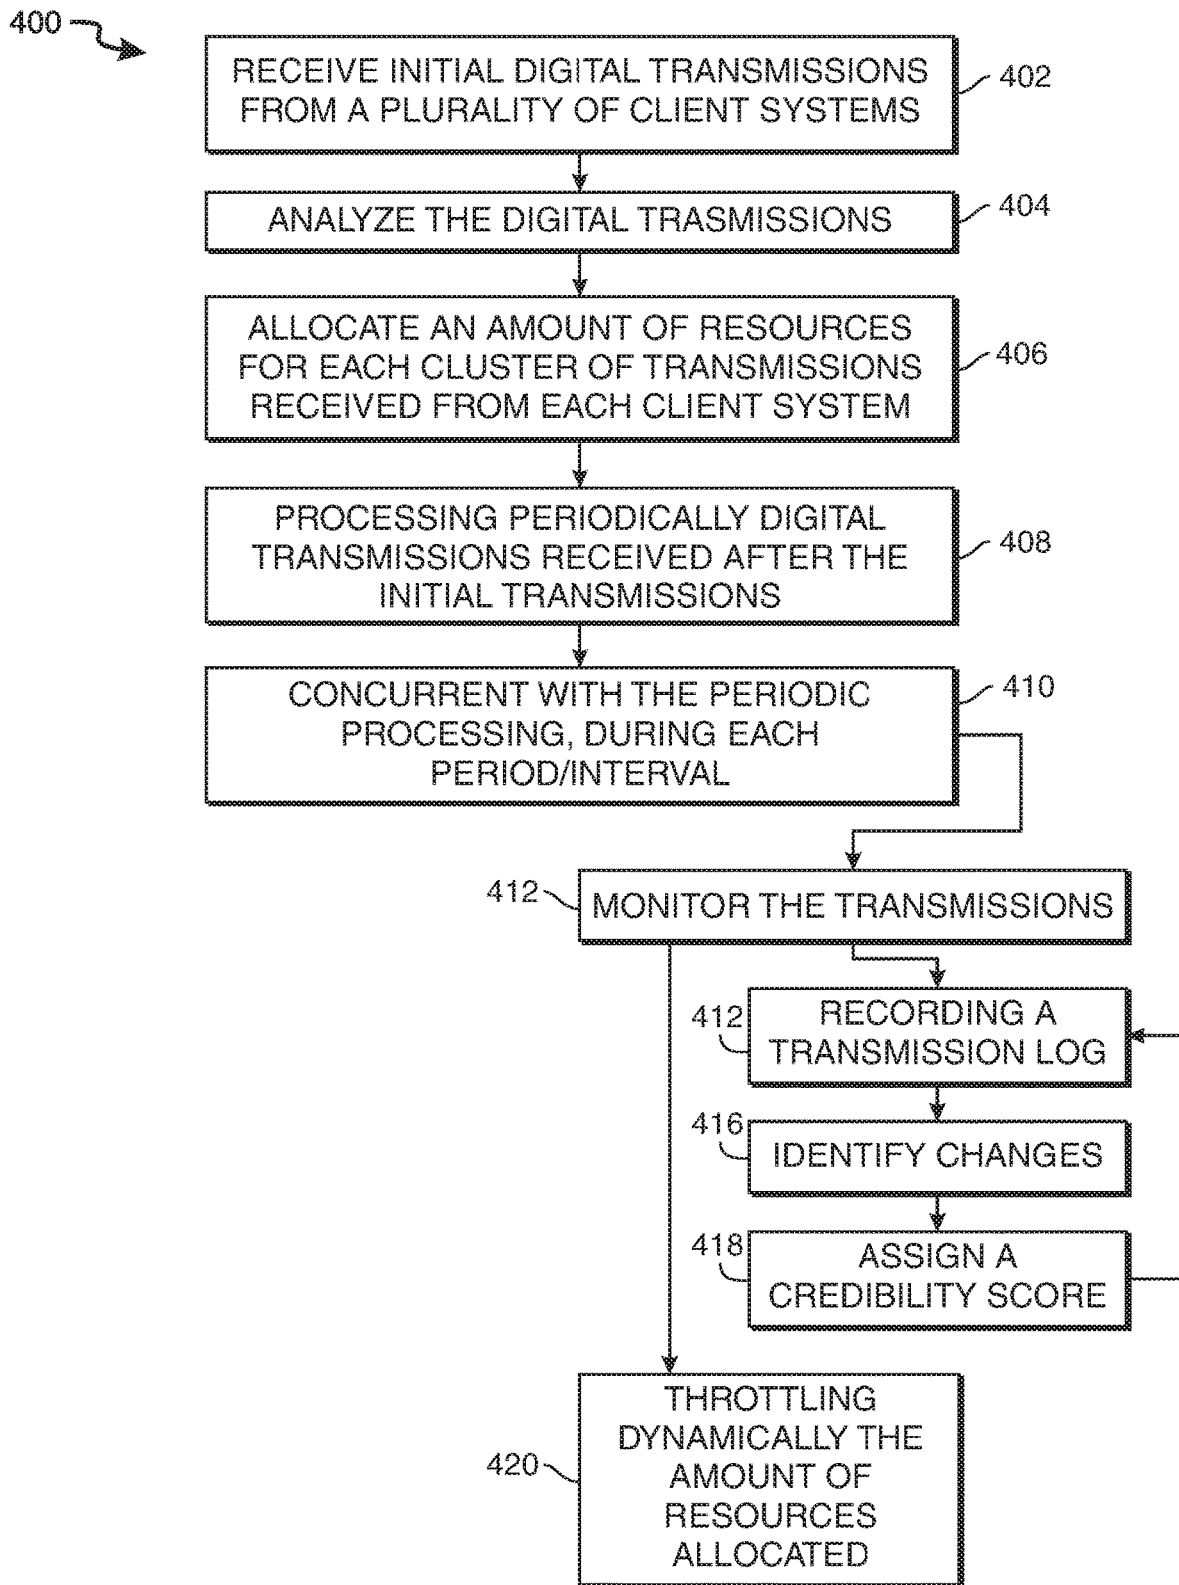 400
RECEIVE INITIAL DIGITAL TRANSMISSIONS
FROM A PLURALITY OF CLIENT SYSTEMS
402
ANALYZE THE DIGITAL TRASMISSIONS
404
ALLOCATE AN AMOUNT OF RESOURCES
FOR EACH CLUSTER OF TRANSMISSIONS
RECEIVED FROM EACH CLIENT SYSTEM
406
PROCESSING PERIODICALLY DIGITAL
TRANSMISSIONS RECEIVED AFTER THE
INITIAL TRANSMISSIONS
408
CONCURRENT WITH THE PERIODIC
PROCESSING, DURING EACH
PERIOD/INTERVAL
410
412
MONITOR THE TRANSMISSIONS
412
RECORDING A
TRANSMISSION LOG
416
IDENTIFY CHANGES
418
ASSIGN A
CREDIBILITY SCORE
420
THROTTLING
DYNAMICALLY THE
AMOUNT OF
RESOURCES
ALLOCATED